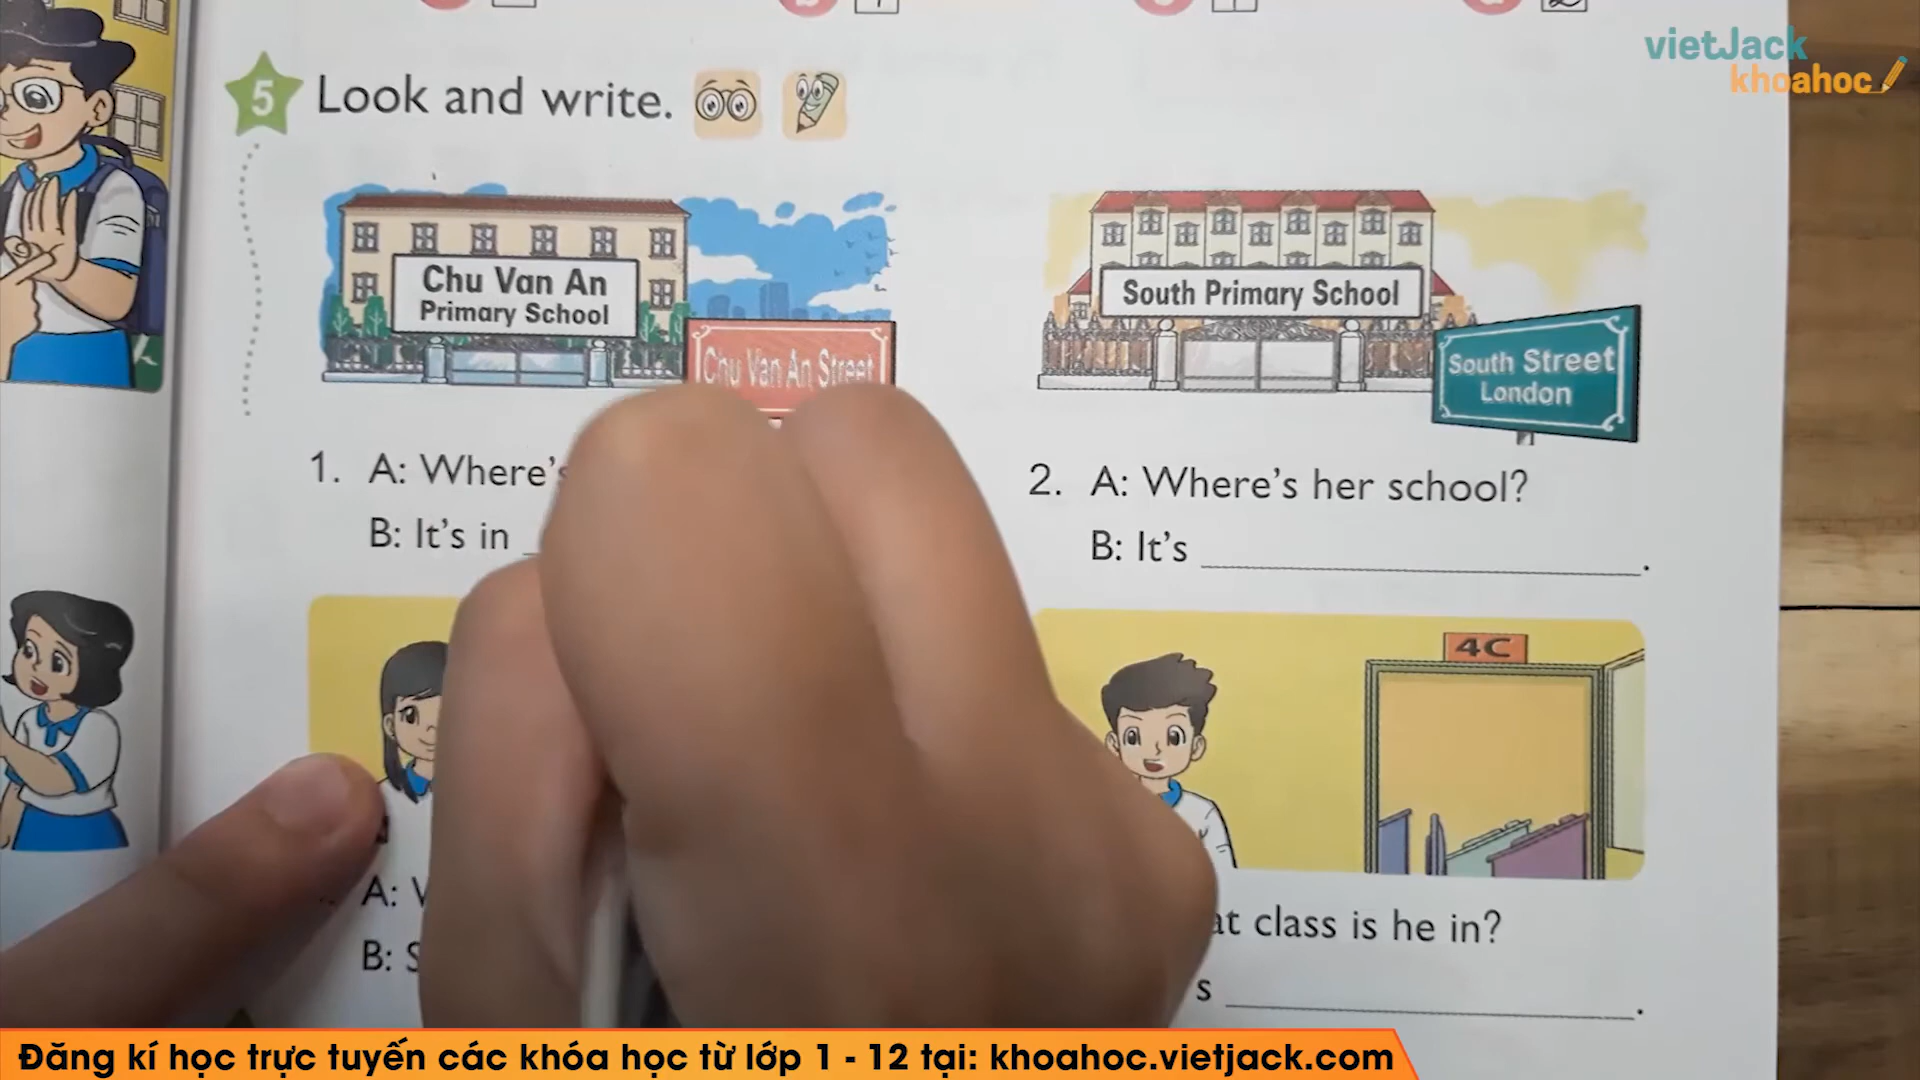 vietJack
khoahoc
5 Look and write.
Chu Van An
Primary School
Chu Van An Street
South Primary School
South Street
London
1. A: Where's
B: It's in
2. A: Where's her school?
B: It's
4C
A:
B:
class is he in?
Đăng kí học trực tuyến các khóa học từ lớp 1 - 12 tại: khoahoc.vietjack.com